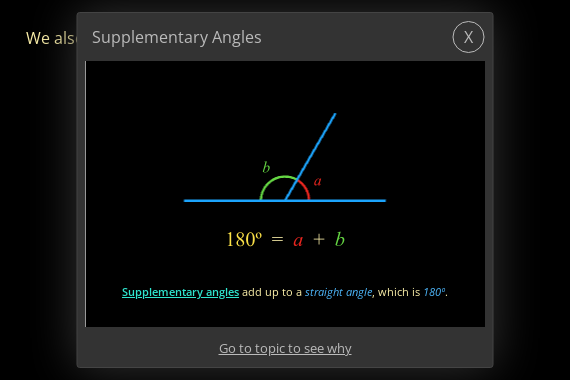 We als
Supplementary Angles
X
b
a
180º = a + b
Supplementary angles add up to a straight angle, which is 180º.
Go to topic to see why